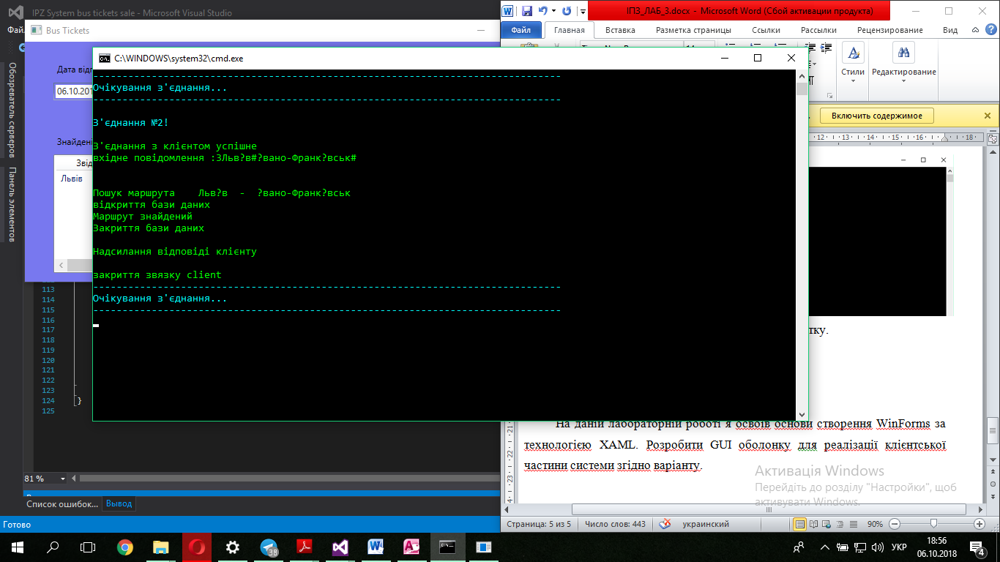 IPZ System bus tickets sale - Microsoft Visual Studio
ІПЗ_ЛАБ_3.docx - Microsoft Word (Сбой активации продукта)
Фай
Bus Tickets
Файл
Главная
Вставка
Разметка страницы
Ссылки
Рассылки
Рецензирование
Вид
C:\WINDOWS\system32\cmd.exe
Стили
Редактирование
Включить содержимое
Обозреватель серверов
Панель элементов
Дата відп
06.10.201
Знайдені
Звід
Львів
Очікування з'єднання...
З'єднання №2!
З'єднання з клієнтом успішне
вхідне повідомлення :3Льв?в#?вано-Франк?вськ#
Пошук маршрута Льв?в - ?вано-Франк?вськ
відкриття бази даних
Маршрут знайдений
Закриття бази даних
Надсилання відповіді клієнту
закриття звязку client
Очікування з'єднання...
12 13 14 15 16 18
тку.
113
114
115
116
117
118
119
120
121
122
123
124 }
125
На даній лабораторній роботі я освоїв основи створення WinForms за
технологією XAML. Розробити GUI оболонку для реалізації клієнтської
частини системи згідно варіанту.
21
22
23
Активація Windows
Перейдіть до розділу "Настройки", щоб
активувати Windows.
81 %
Список ошибок...
Вывод
Готово
Страница: 5 из 5
Число слов: 443
украинский
90%
38
УКР
18:56
06.10.2018
4